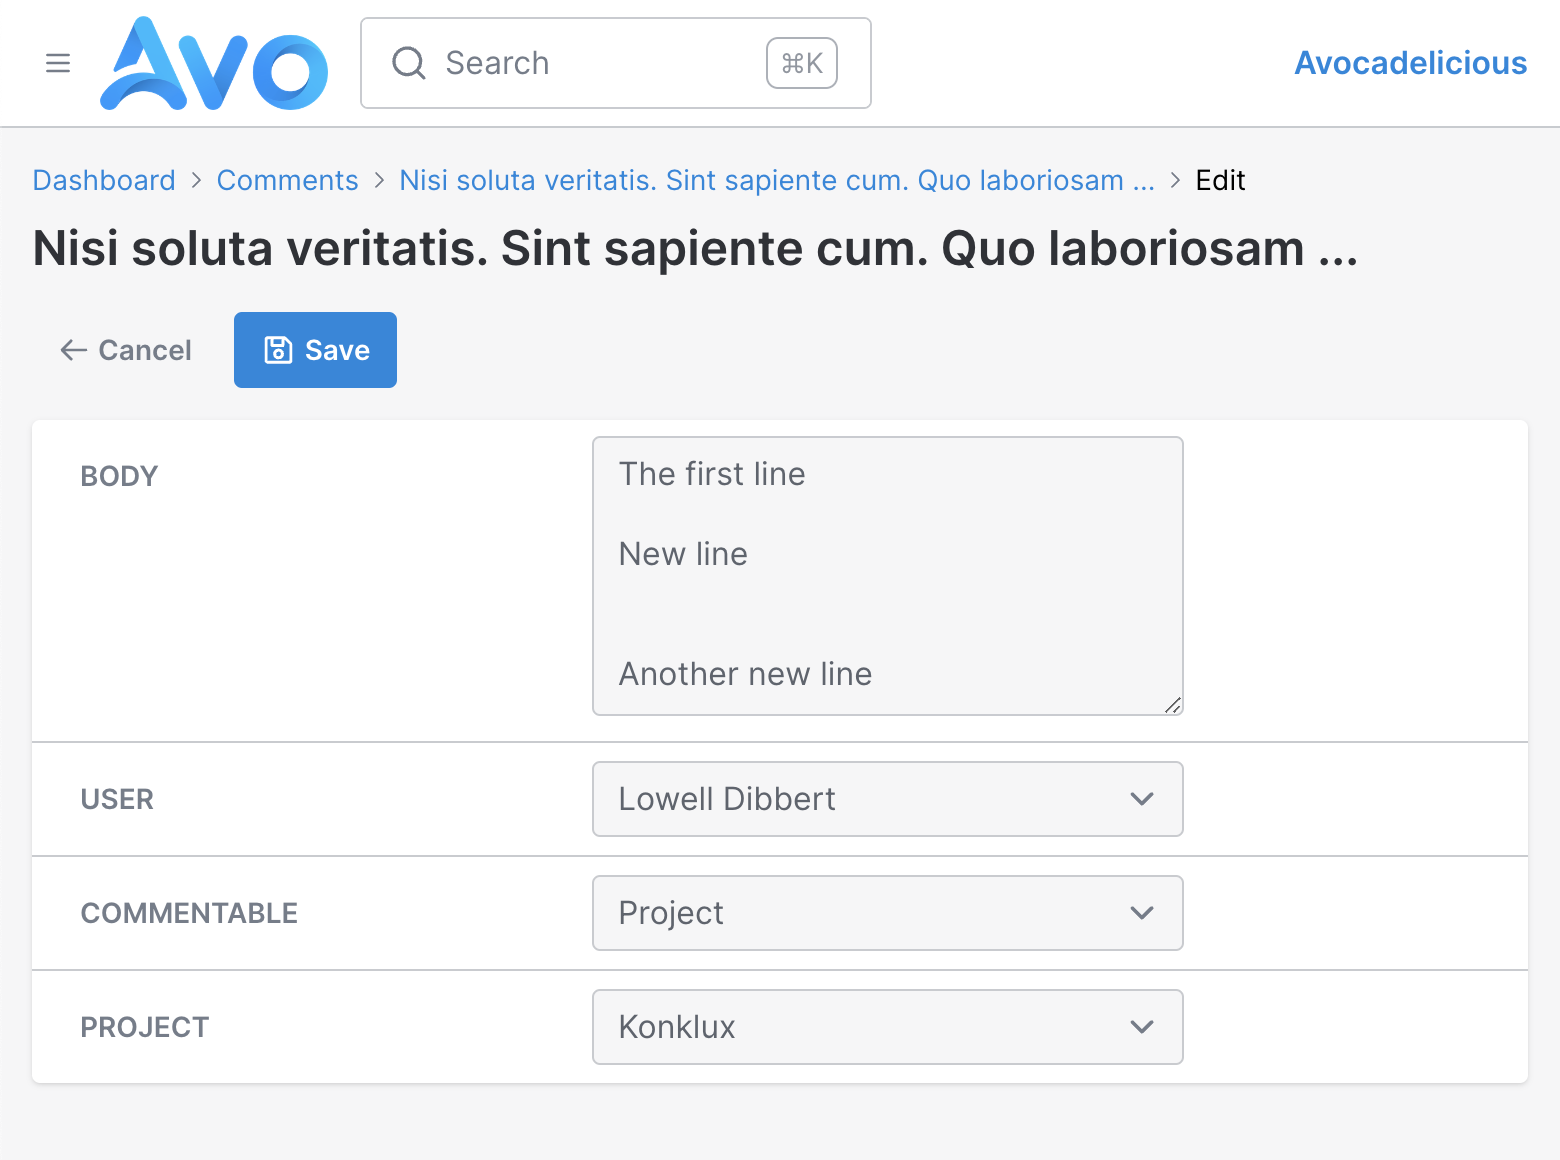 Avo
Search ⌘K
Avocadelicious
Dashboard > Comments > Nisi soluta veritatis. Sint sapiente cum. Quo laboriosam ... > Edit
Nisi soluta veritatis. Sint sapiente cum. Quo laboriosam ...
← Cancel
Save
BODY
The first line
New line
Another new line
USER
Lowell Dibbert
COMMENTABLE
Project
PROJECT
Konklux